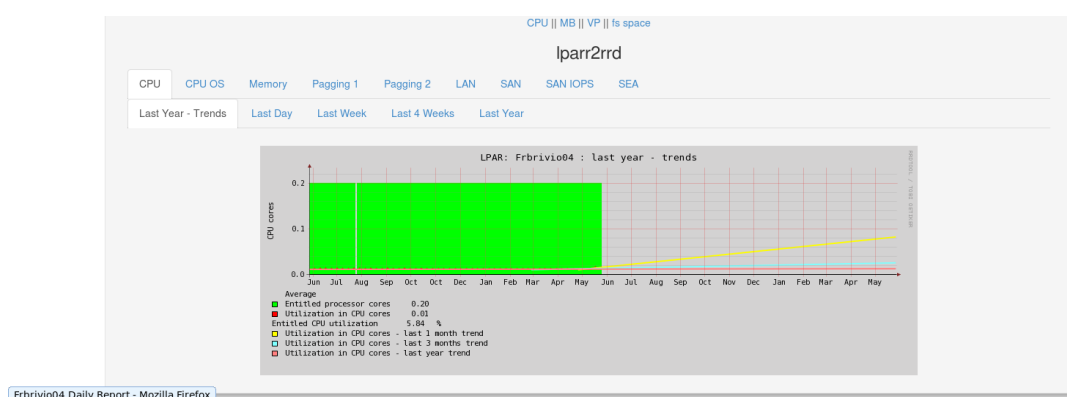 CPU || MB || VP || fs space
lparr2rrd
CPU CPU OS Memory Pagging 1 Pagging 2 LAN SAN SAN IOPS SEA
Last Year - Trends Last Day Last Week Last 4 Weeks Last Year
LPAR: Frbrivio04 : last year - trends
RRDTOOL / TOBI OETIKER
CPU cores
0.2
0.1
0.0
Jun Jul Aug Sep Oct Oct Dec Jan Feb Mar Apr May Jun Jul Aug Sep Oct Nov Dec Jan Feb Mar Apr May
Average
Entitled processor cores 0.20
Utilization in CPU cores 0.01
Entitled CPU utilization 5.84 %
Utilization in CPU cores - last 1 month trend
Utilization in CPU cores - last 3 months trend
Utilization in CPU cores - last year trend
Frbrivio04 Daily Report - Mozilla Firefox